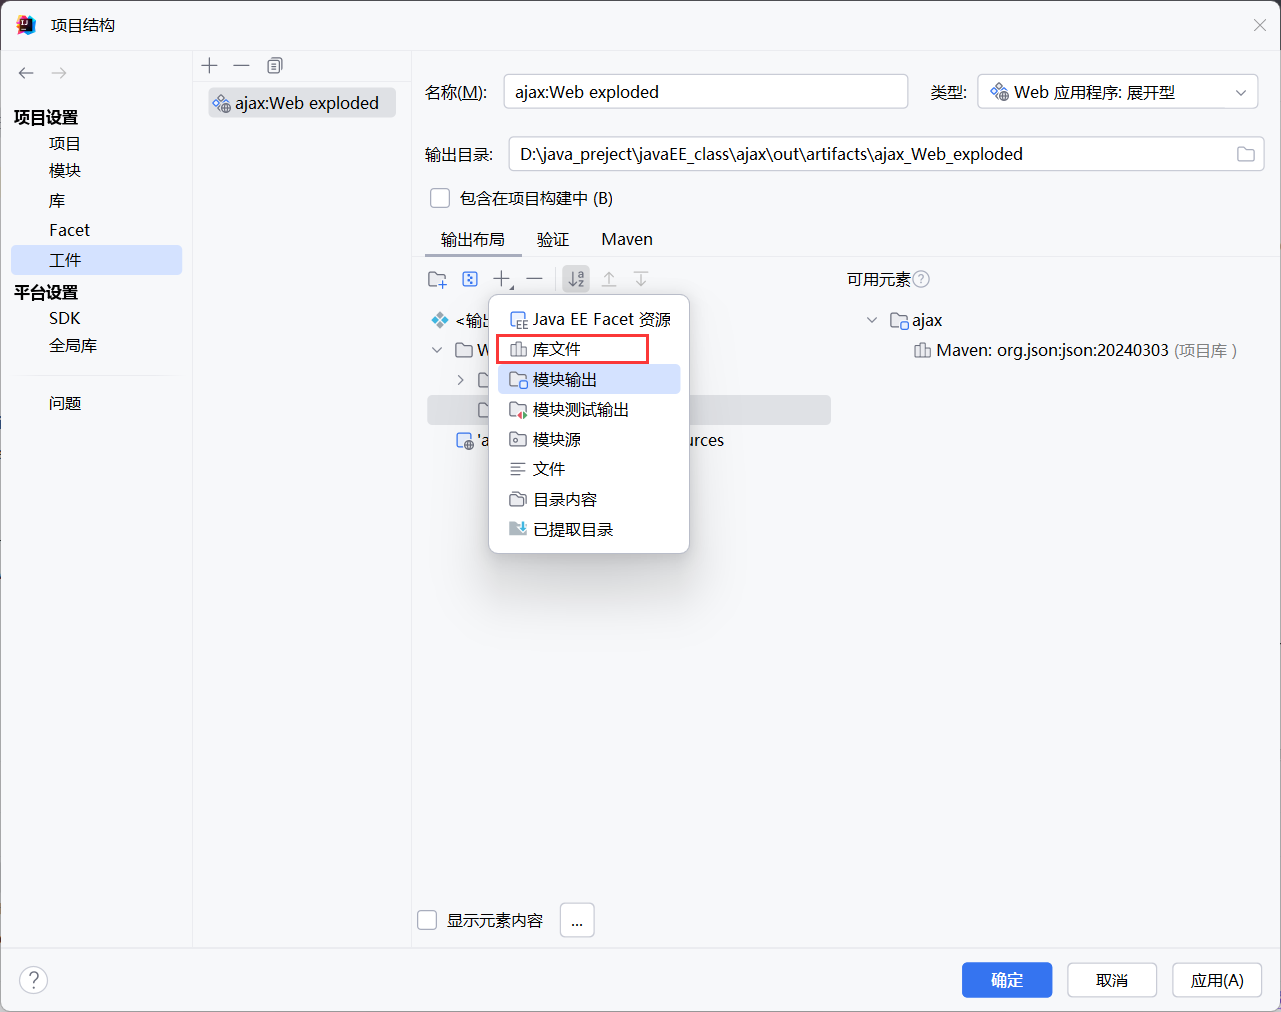 项目结构
项目设置
项目
模块
库
Facet
工件
平台设置
SDK
全局库
问题
ajax:Web exploded
名称(M):
ajax:Web exploded
类型:
Web 应用程序: 展开型
输出目录:
D:\java_preject\javaEE_class\ajax\out\artifacts\ajax_Web_exploded
包含在项目构建中 (B)
输出布局
验证
Maven
可用元素
<输出
Java EE Facet 资源
库文件
模块输出
模块测试输出
模块源
文件
目录内容
已提取目录
'a
urces
ajax
Maven: org.json:json:20240303 (项目库 )
显示元素内容
...
?
确定
取消
应用(A)